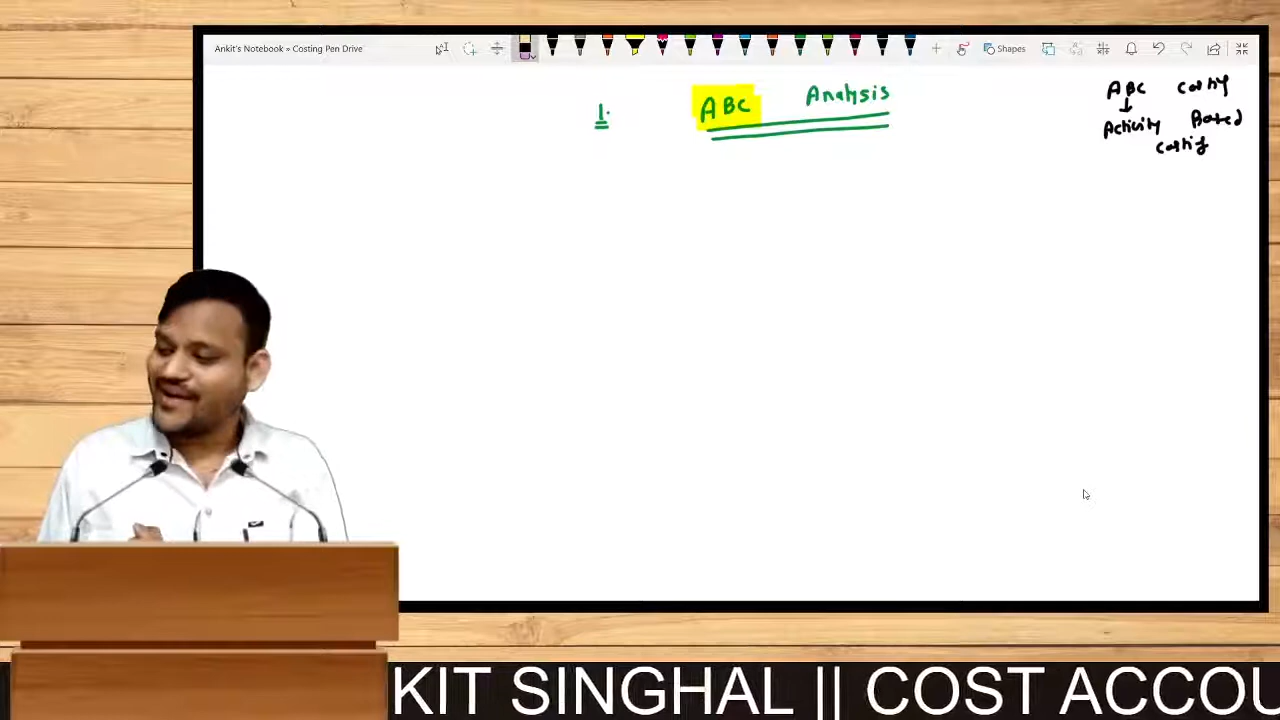 Ankit's Notebook » Costing Pen Drive
Shapes
1. ABC Analysis
ABC Costing
Activity Based
Costing
KIT SINGHAL || COST ACCOU